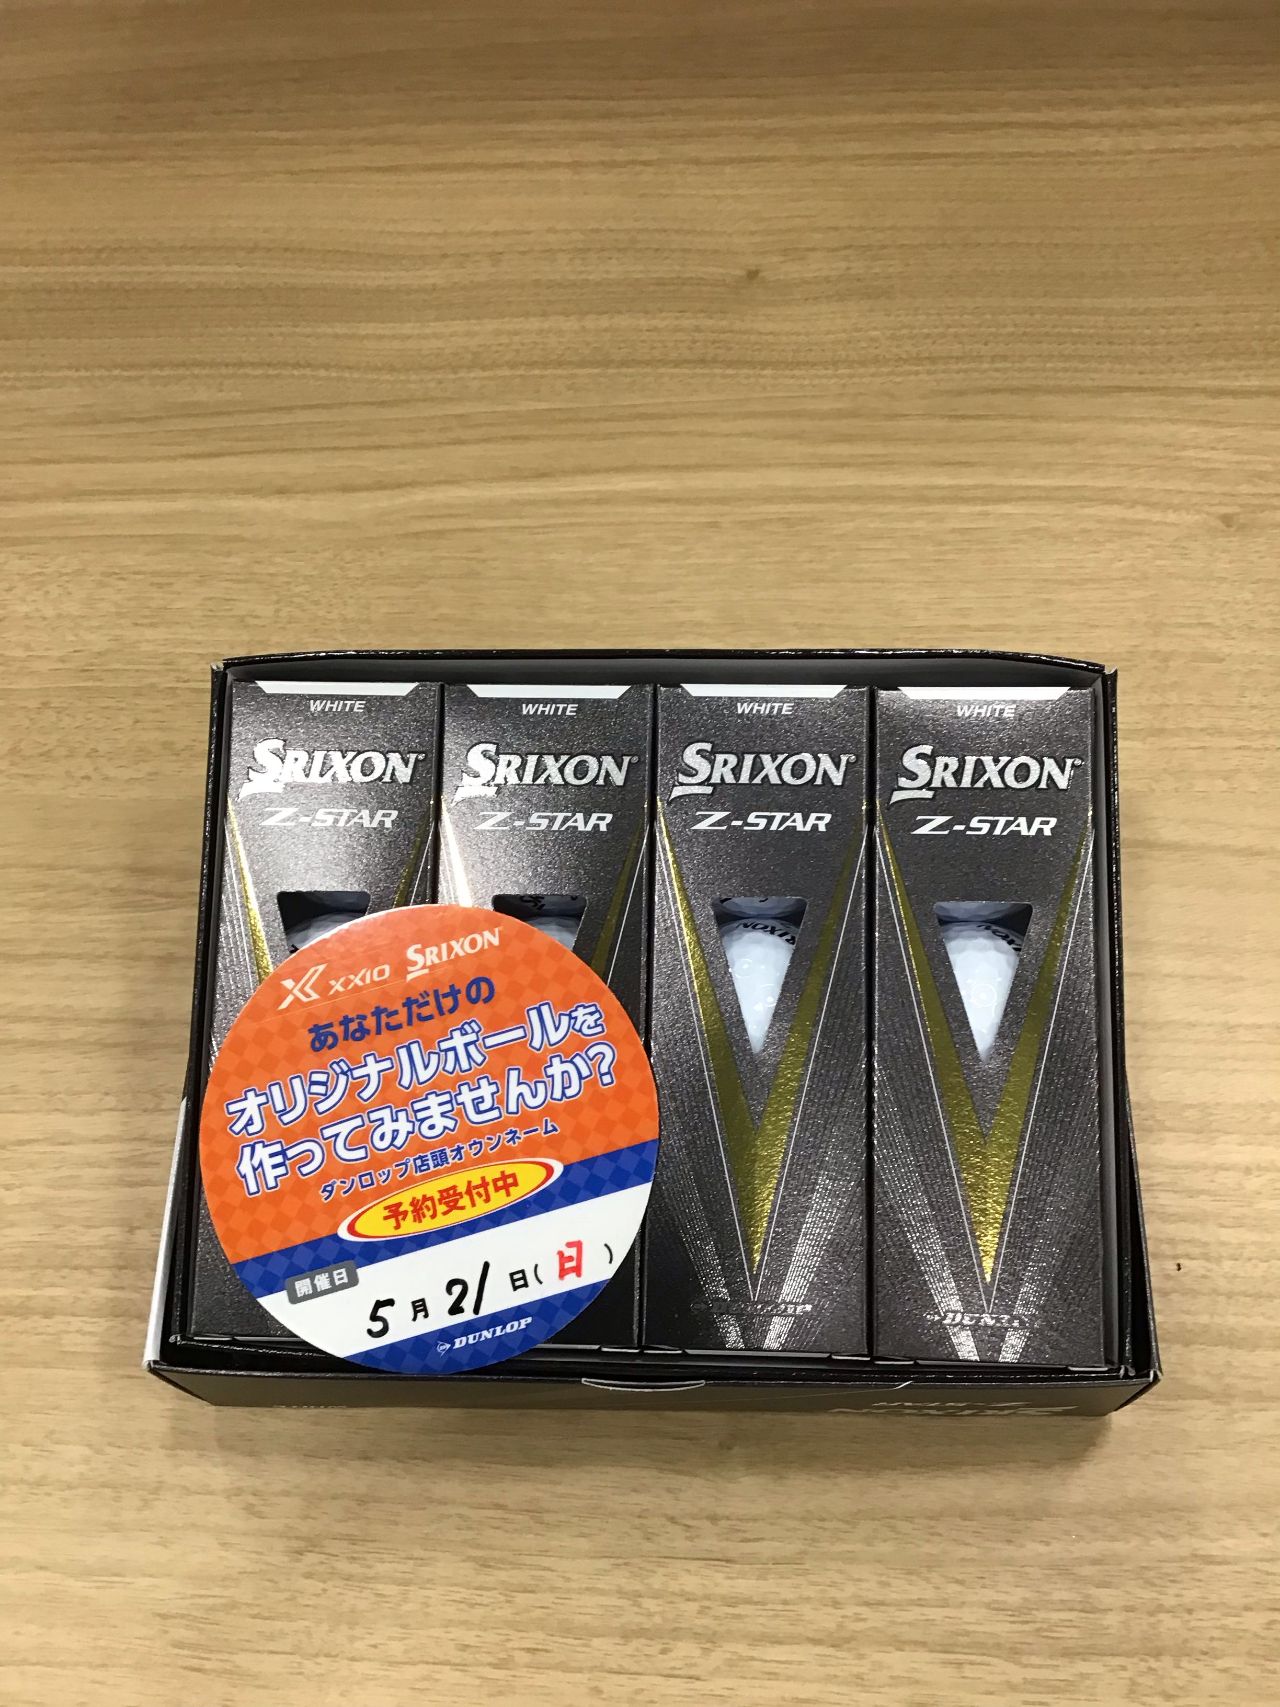 WHITE WHITE WHITE WHITE
SRIXON SRIXON SRIXON SRIXON
Z-STAR Z-STAR Z-STAR Z-STAR
RIXON
XXIO SRIXON
あなただけの
オリジナルボールを
作ってみませんか?
ダンロップ店頭オウンネーム
予約受付中
開催日
5月21日(日)
DUNLOP
DUNLOP